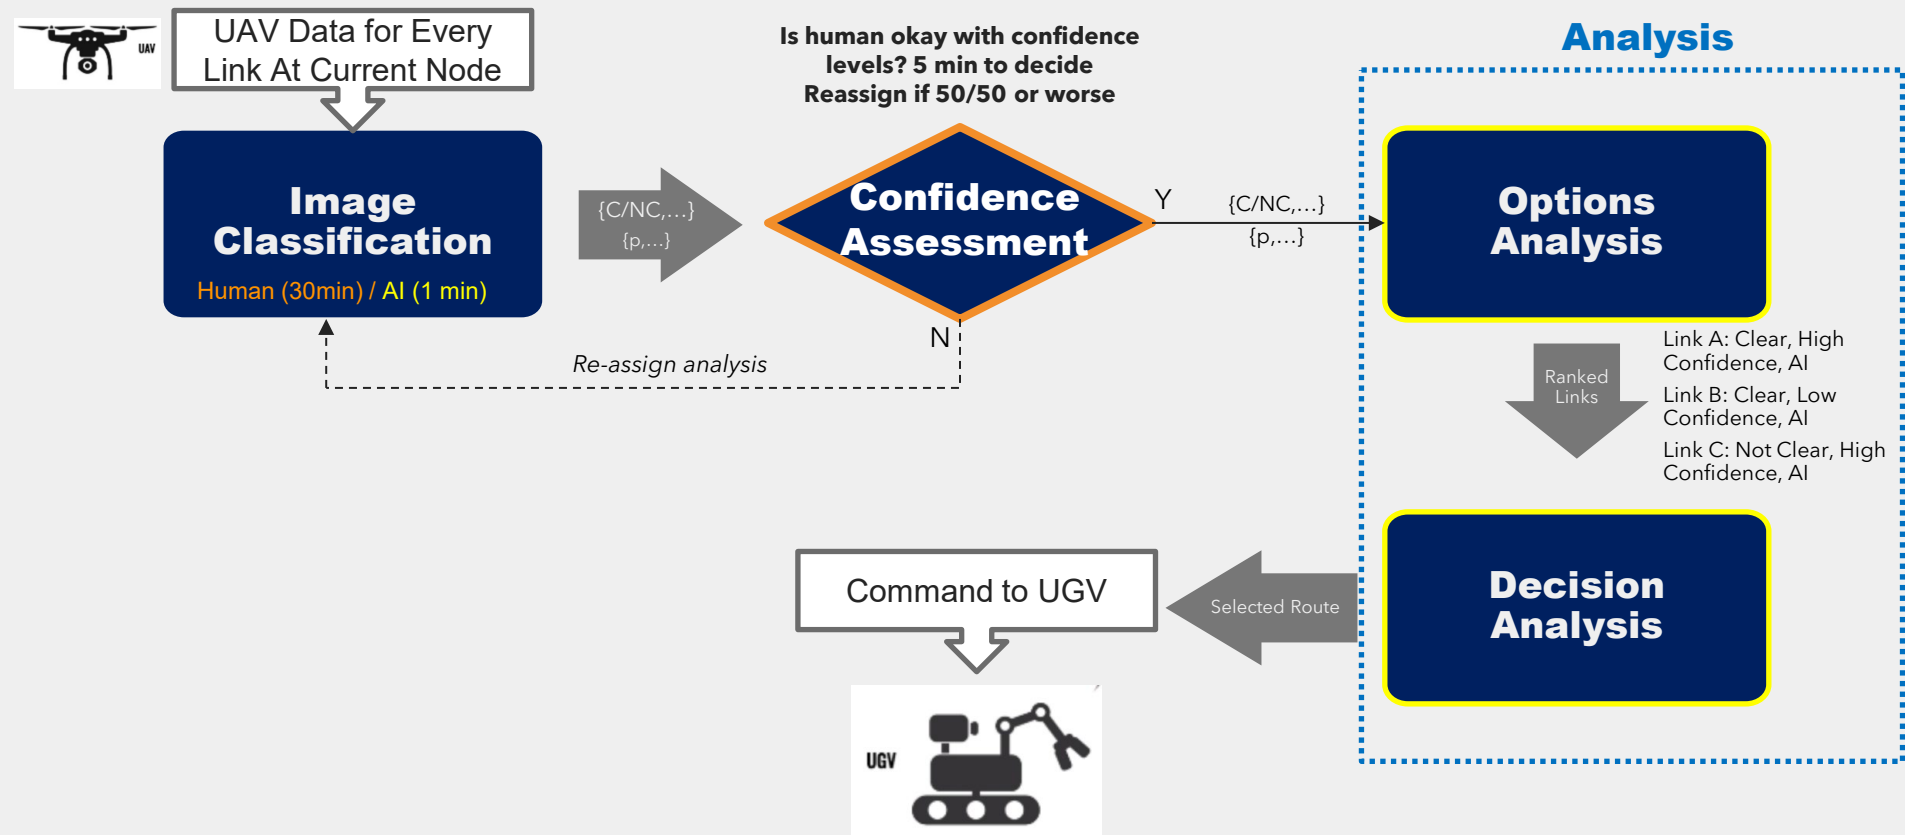 UAV
UAV Data for Every
Link At Current Node
Is human okay with confidence
levels? 5 min to decide
Reassign if 50/50 or worse
Analysis
Image
Classification
Human (30min) / AI (1 min)
{C/NC,...}
{p,...}
Confidence
Assessment
Y
{C/NC,...}
{p,...}
Options
Analysis
N
Re-assign analysis
Ranked
Links
Link A: Clear, High
Confidence, AI
Link B: Clear, Low
Confidence, AI
Link C: Not Clear, High
Confidence, AI
Decision
Analysis
Selected Route
Command to UGV
UGV